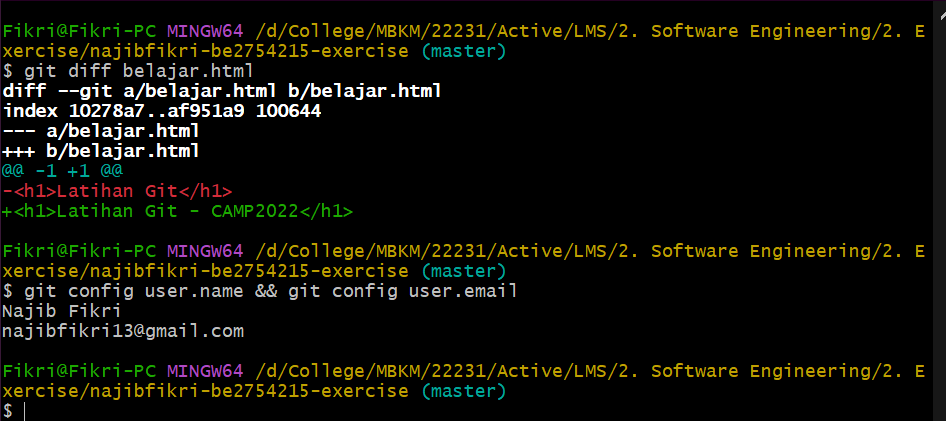 Fikri@Fikri-PC MINGW64 /d/College/MBKM/22231/Active/LMS/2. Software Engineering/2. E
xercise/najibfikri-be2754215-exercise (master)
$ git diff belajar.html
diff --git a/belajar.html b/belajar.html
index 10278a7..af951a9 100644
--- a/belajar.html
+++ b/belajar.html
@@ -1 +1 @@
-<h1>Latihan Git</h1>
+<h1>Latihan Git - CAMP2022</h1>
Fikri@Fikri-PC MINGW64 /d/College/MBKM/22231/Active/LMS/2. Software Engineering/2. E
xercise/najibfikri-be2754215-exercise (master)
$ git config user.name && git config user.email
Najib Fikri
najibfikri13@gmail.com
Fikri@Fikri-PC MINGW64 /d/College/MBKM/22231/Active/LMS/2. Software Engineering/2. E
xercise/najibfikri-be2754215-exercise (master)
$